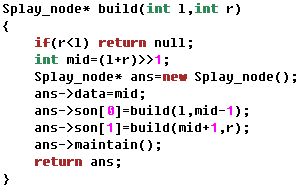 Splay_node* build(int l,int r)
{
    if(r<l) return null;
    int mid=(l+r)>>1;
    Splay_node* ans=new Splay_node();
    ans->data=mid;
    ans->son[0]=build(l,mid-1);
    ans->son[1]=build(mid+1,r);
    ans->maintain();
    return ans;
}